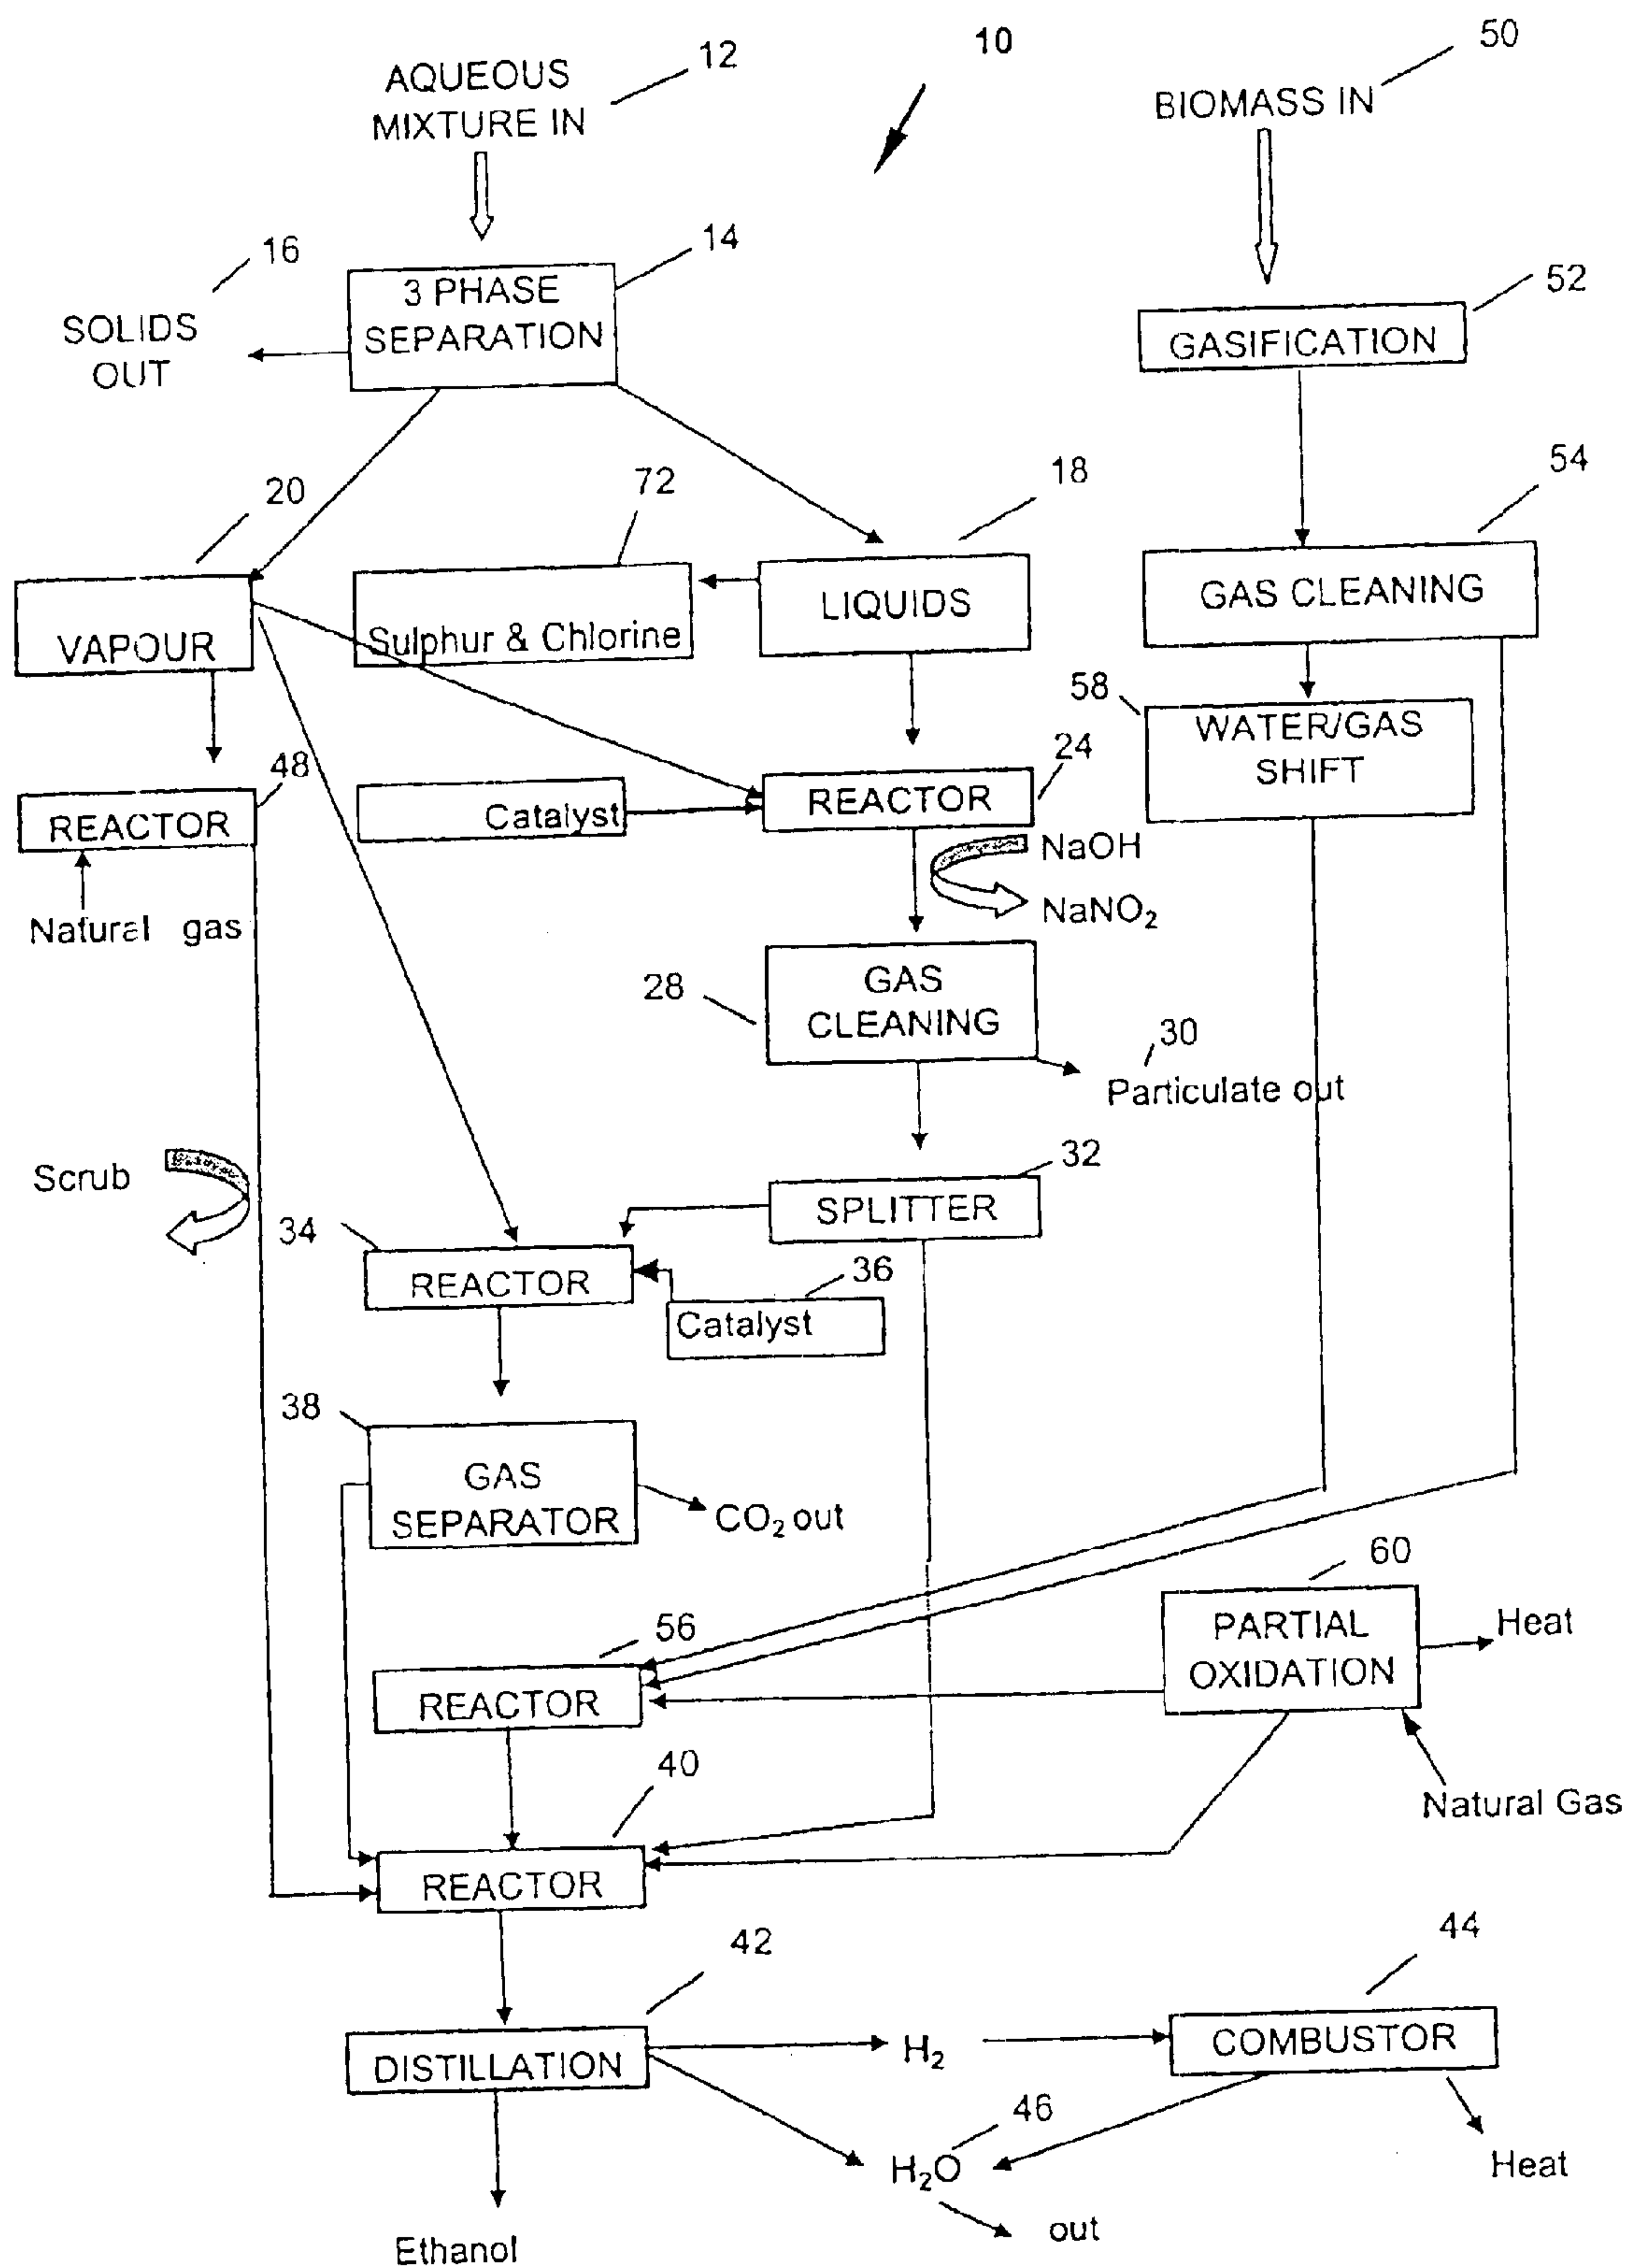 10
50
12
AQUEOUS
MIXTURE IN
BIOMASS IN
16
14
3 PHASE
SEPARATION
SOLIDS
OUT
52
GASIFICATION
20
72
18
54
VAPOUR
Sulphur & Chlorine
LIQUIDS
GAS CLEANING
58
WATER/GAS
SHIFT
48
REACTOR
Catalyst
REACTOR
24
Natural gas
NaOH
NaNO2
28
GAS
CLEANING
30
Particulate out
Scrub
32
SPLITTER
34
REACTOR
36
Catalyst
38
GAS
SEPARATOR
CO2 out
60
PARTIAL
OXIDATION
Heat
56
REACTOR
Natural Gas
40
REACTOR
42
44
DISTILLATION
H2
COMBUSTOR
46
H2O
Heat
out
Ethanol